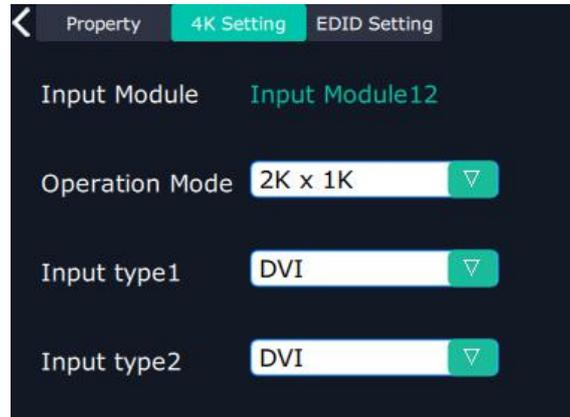 Property 4K Setting EDID Setting
Input Module Input Module12
Operation Mode 2K x 1K
Input type1 DVI
Input type2 DVI